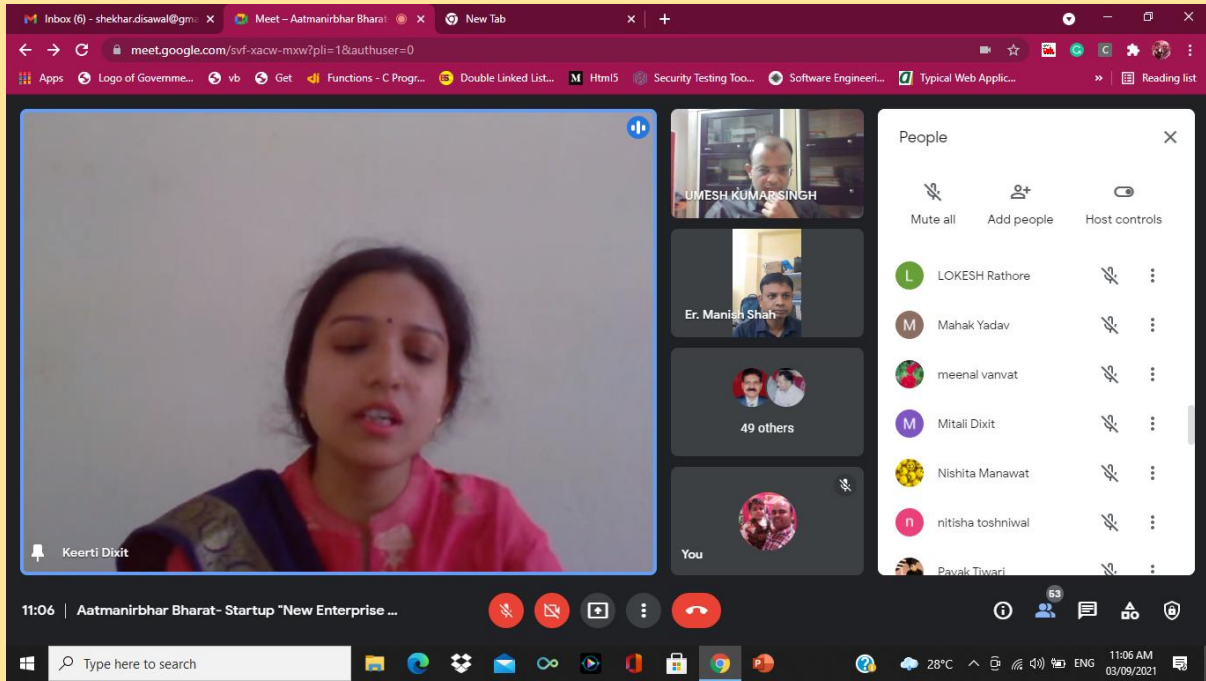 Inbox (6) - shekhar.disawal@gma
Meet – Aatmanirbhar Bharat
New Tab
meet.google.com/svf-xacw-mxw?pli=1&authuser=0
Apps Logo of Governme... vb Get Functions - C Progr... Double Linked List... Html5 Security Testing Too... Software Engineeri... Typical Web Applic... » Reading list
UMESH KUMAR SINGH
Er. Manish Shah
49 others
You
Keerti Dixit
People
Mute all Add people Host controls
L LOKESH Rathore
M Mahak Yadav
meenal vanvat
M Mitali Dixit
Nishita Manawat
n nitisha toshniwal
Payak Tiwari
11:06 | Aatmanirbhar Bharat- Startup "New Enterprise ...
53
Type here to search
28°C ENG 11:06 AM
03/09/2021